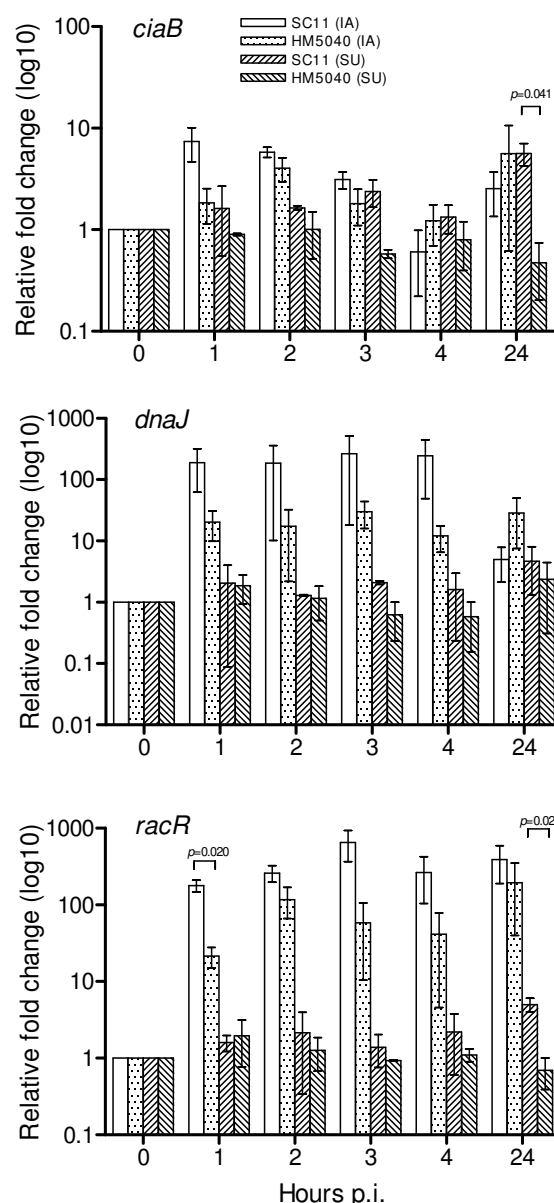 ciaB
SC11 (IA)
HM5040 (IA)
SC11 (SU)
HM5040 (SU)
Relative fold change (log10)
100
10
1
0.1
p=0.041
0 1 2 3 4 24
dnaJ
Relative fold change (log10)
1000
100
10
1
0.1
0.01
0 1 2 3 4 24
racR
Relative fold change (log10)
1000
100
10
1
0.1
p=0.020
p=0.02
0 1 2 3 4 24
Hours p.i.